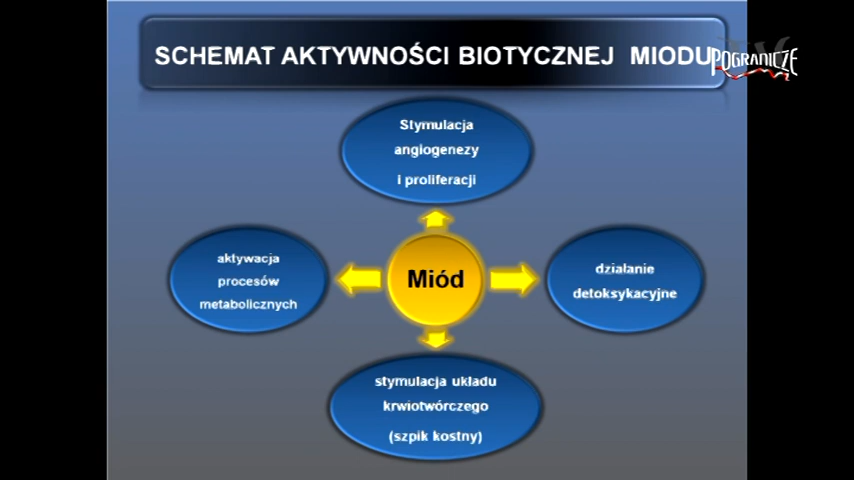 SCHEMAT AKTYWNOŚCI BIOTYCZNEJ MIODU
TV
POGRANICZE
Stymulacja
angiogenezy
i proliferacji
aktywacja
procesów
metabolicznych
Miód
działanie
detoksykacyjne
stymulacja układu
krwiotwórczego
(szpik kostny)